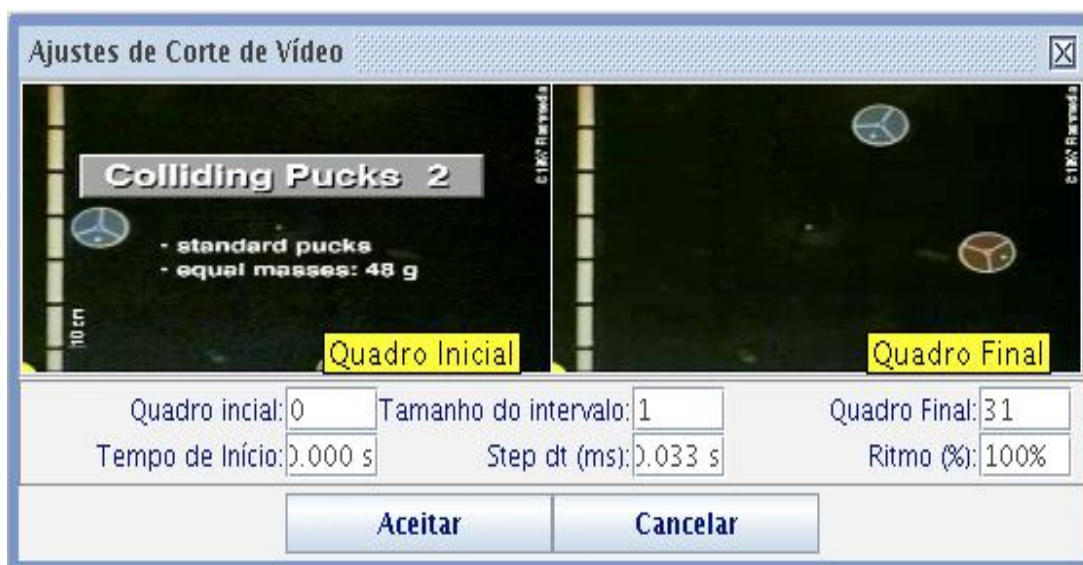 Ajustes de Corte de Vídeo
Colliding Pucks 2
- standard pucks
- equal masses: 48 g
10 cm
Quadro Inicial
Quadro Final
Quadro incial: 0 Tamanho do intervalo: 1 Quadro Final: 31
Tempo de Início: 0.000 s Step dt (ms): 0.033 s Ritmo (%): 100%
Aceitar Cancelar